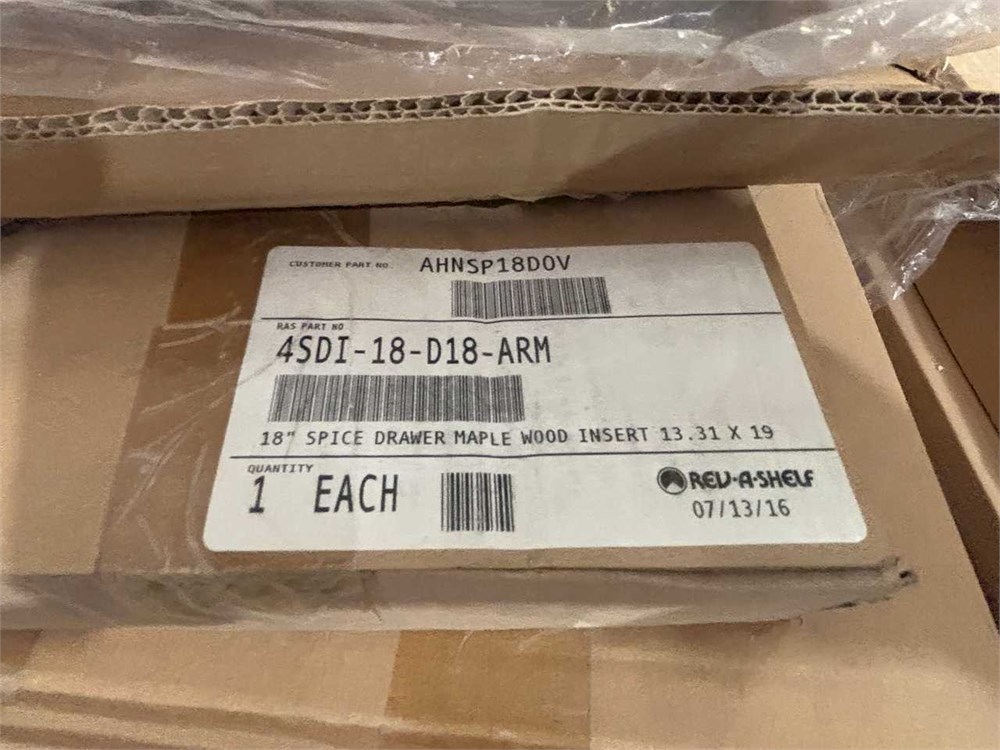 CUSTOMER PART NO. AHNSP18DOV
RAS PART NO
4SDI-18-D18-ARM
18" SPICE DRAWER MAPLE WOOD INSERT 13.31 X 19
QUANTITY
1 EACH
REV-A-SHELF
07/13/16